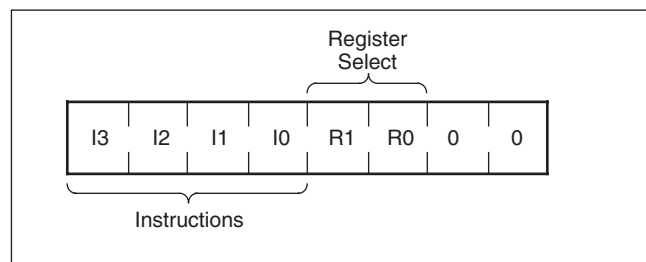 Register
Select
I3 I2 I1 I0 R1 R0 0 0
Instructions